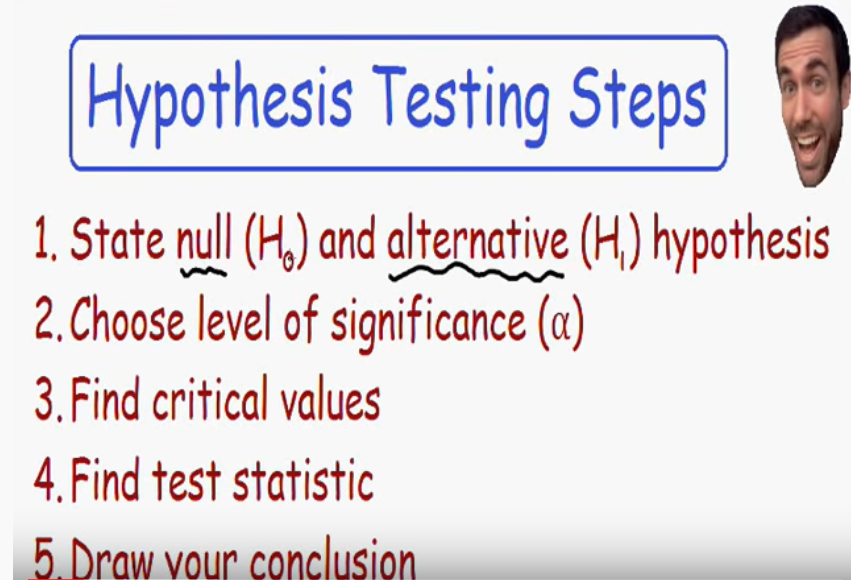 Hypothesis Testing Steps
1. State null (H₀) and alternative (H₁) hypothesis
2. Choose level of significance (α)
3. Find critical values
4. Find test statistic
5. Draw your conclusion